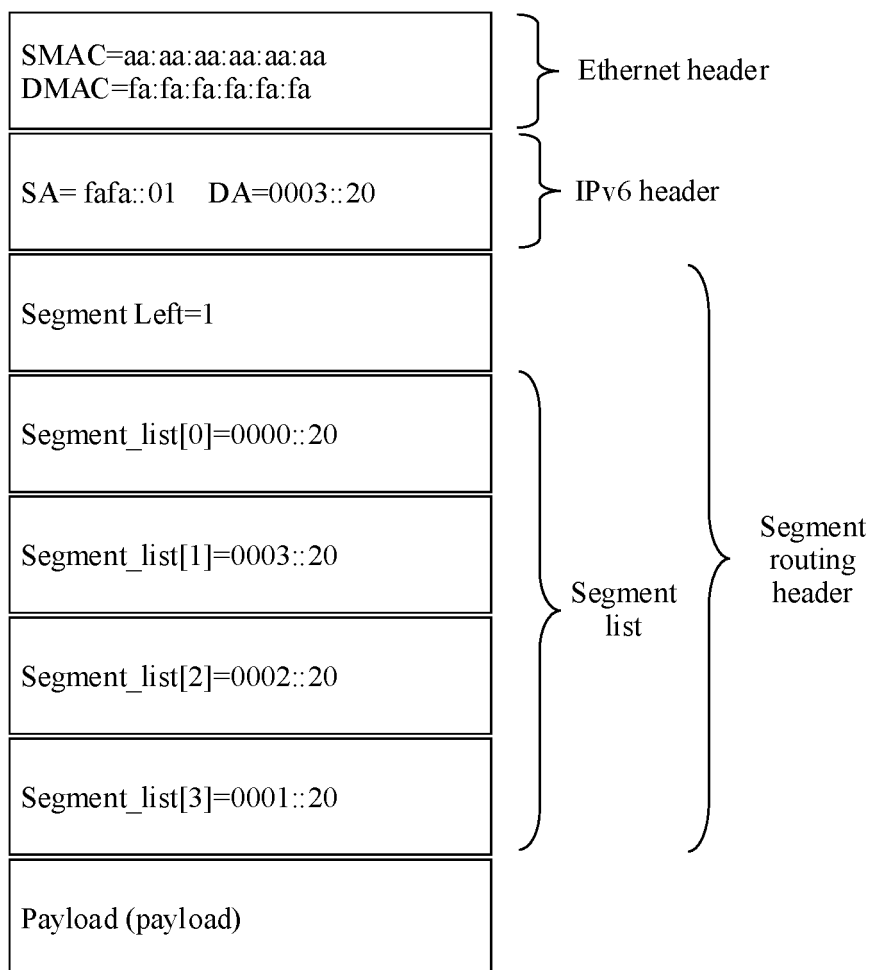 SMAC=aa:aa:aa:aa:aa:aa
DMAC=fa:fa:fa:fa:fa:fa
Ethernet header
SA= fafa::01 DA=0003::20
IPv6 header
Segment Left=1
Segment_list[0]=0000::20
Segment_list[1]=0003::20
Segment_list[2]=0002::20
Segment_list[3]=0001::20
Segment
list
Segment
routing
header
Payload (payload)